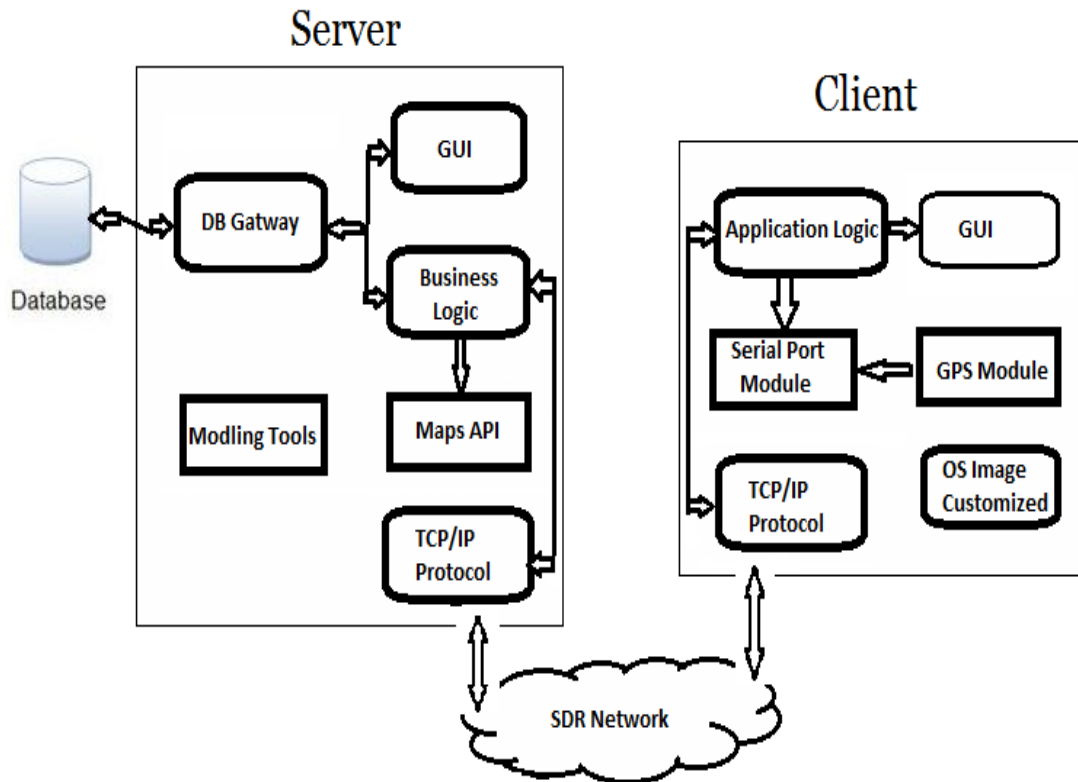 Server
Client
GUI
DB Gatway
Database
Business
Logic
Modling Tools
Maps API
TCP/IP
Protocol
Application Logic
GUI
Serial Port
Module
GPS Module
TCP/IP
Protocol
OS Image
Customized
SDR Network